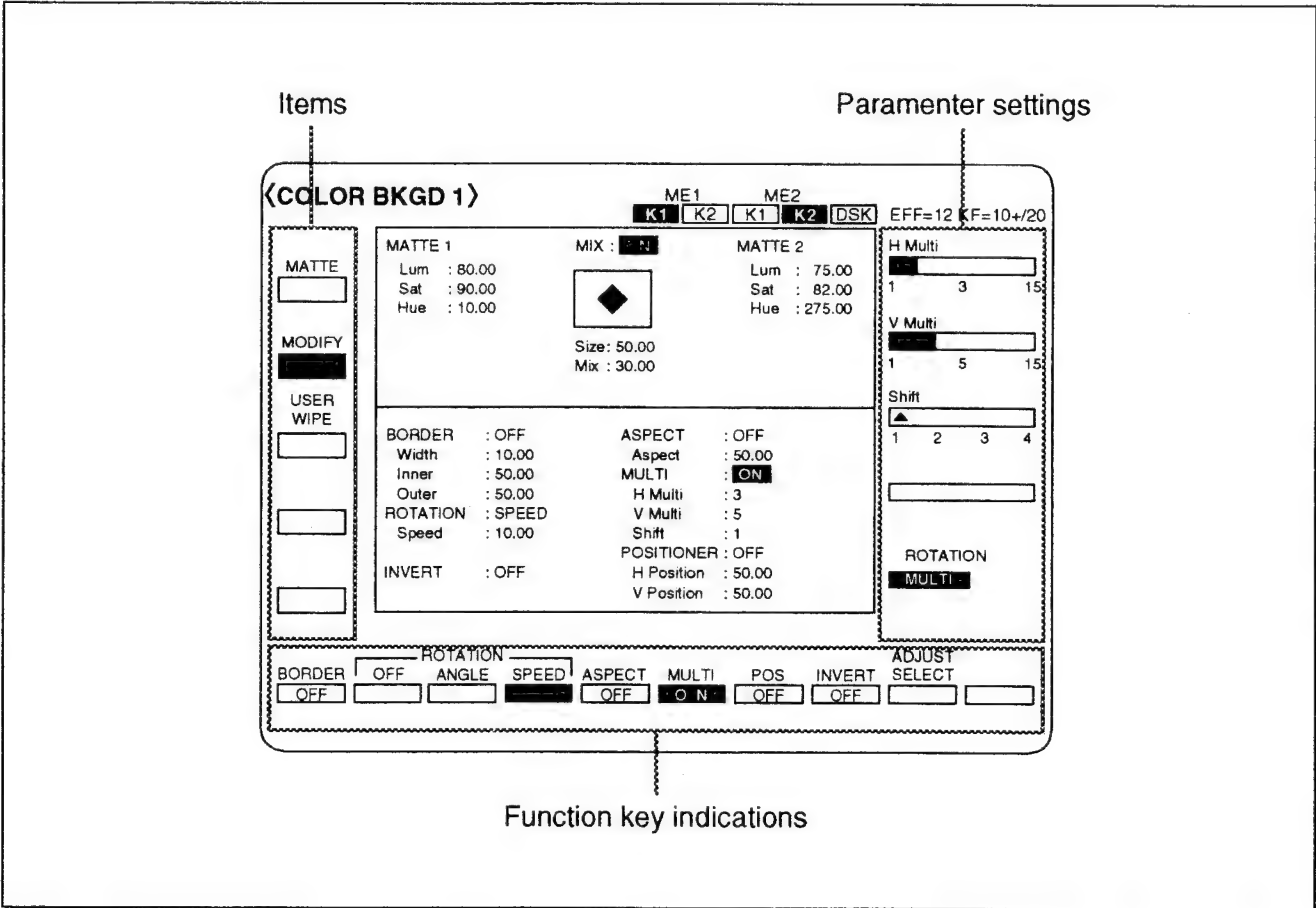 Items
Paramenter settings
〈COLOR BKGD 1〉
ME1 ME2
K1 K2 K1 K2 DSK EFF=12 KF=10+/20
MATTE
MODIFY
USER
WIPE
MATTE 1 MIX : ON MATTE 2
Lum : 80.00 Lum : 75.00
Sat : 90.00 Sat : 82.00
Hue : 10.00 Hue : 275.00
Size: 50.00
Mix : 30.00
BORDER : OFF ASPECT : OFF
Width : 10.00 Aspect : 50.00
Inner : 50.00 MULTI : ON
Outer : 50.00 H Multi : 3
ROTATION : SPEED V Multi : 5
Speed : 10.00 Shift : 1
POSITIONER : OFF
INVERT : OFF H Position : 50.00
V Position : 50.00
H Multi
1 3 15
V Multi
1 5 15
Shift
1 2 3 4
ROTATION
MULTI
ROTATION ADJUST
BORDER OFF ANGLE SPEED ASPECT MULTI POS INVERT SELECT
OFF OFF ON OFF OFF
Function key indications